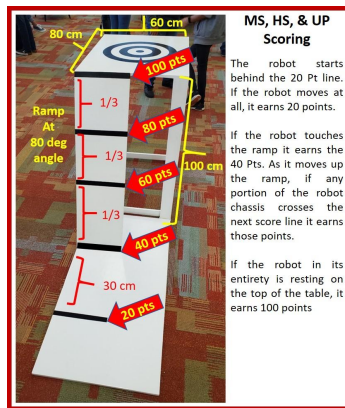 60 cm
80 cm
100 pts
Ramp
At
80 deg
angle
1/3
80 pts
1/3
100 cm
60 pts
1/3
40 pts
30 cm
20 pts
MS, HS, & UP
Scoring
The robot starts
behind the 20 Pt line.
If the robot moves at
all, it earns 20 points.
If the robot touches
the ramp it earns the
40 Pts. As it moves up
the ramp, if any
portion of the robot
chassis crosses the
next score line it earns
those points.
If the robot in its
entirety is resting on
the top of the table, it
earns 100 points